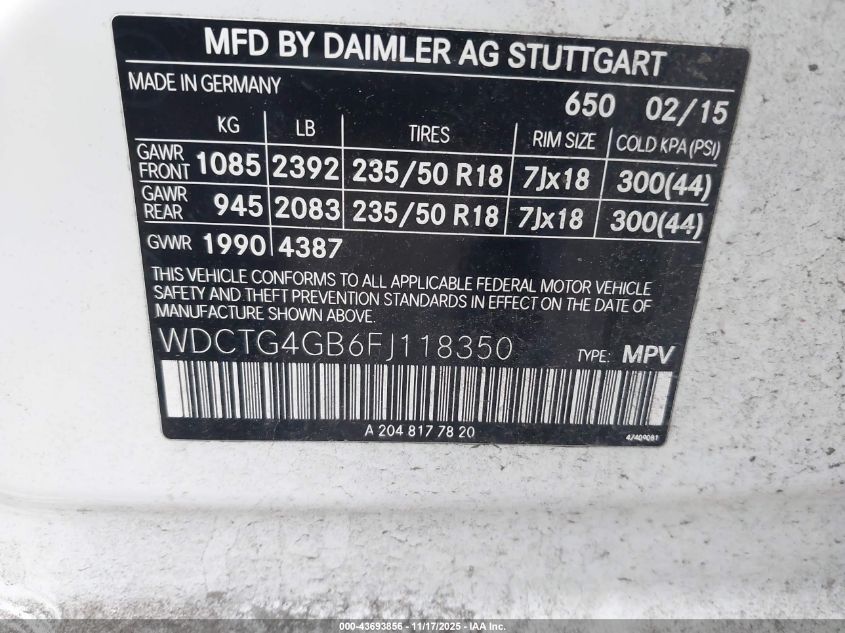 MFD BY DAIMLER AG STUTTGART
MADE IN GERMANY
650 02/15
KG LB TIRES RIM SIZE COLD KPA (PSI)
GAWR FRONT 1085 2392 235/50 R18 7Jx18 300(44)
GAWR REAR 945 2083 235/50 R18 7Jx18 300(44)
GVWR 1990 4387
THIS VEHICLE CONFORMS TO ALL APPLICABLE FEDERAL MOTOR VEHICLE
SAFETY AND THEFT PREVENTION STANDARDS IN EFFECT ON THE DATE OF
MANUFACTURE SHOWN ABOVE.
WDCTG4GB6FJ118350 TYPE: MPV
A 204 817 78 20 47409081
000-43693856 - 11/17/2025 - IAA, Inc.